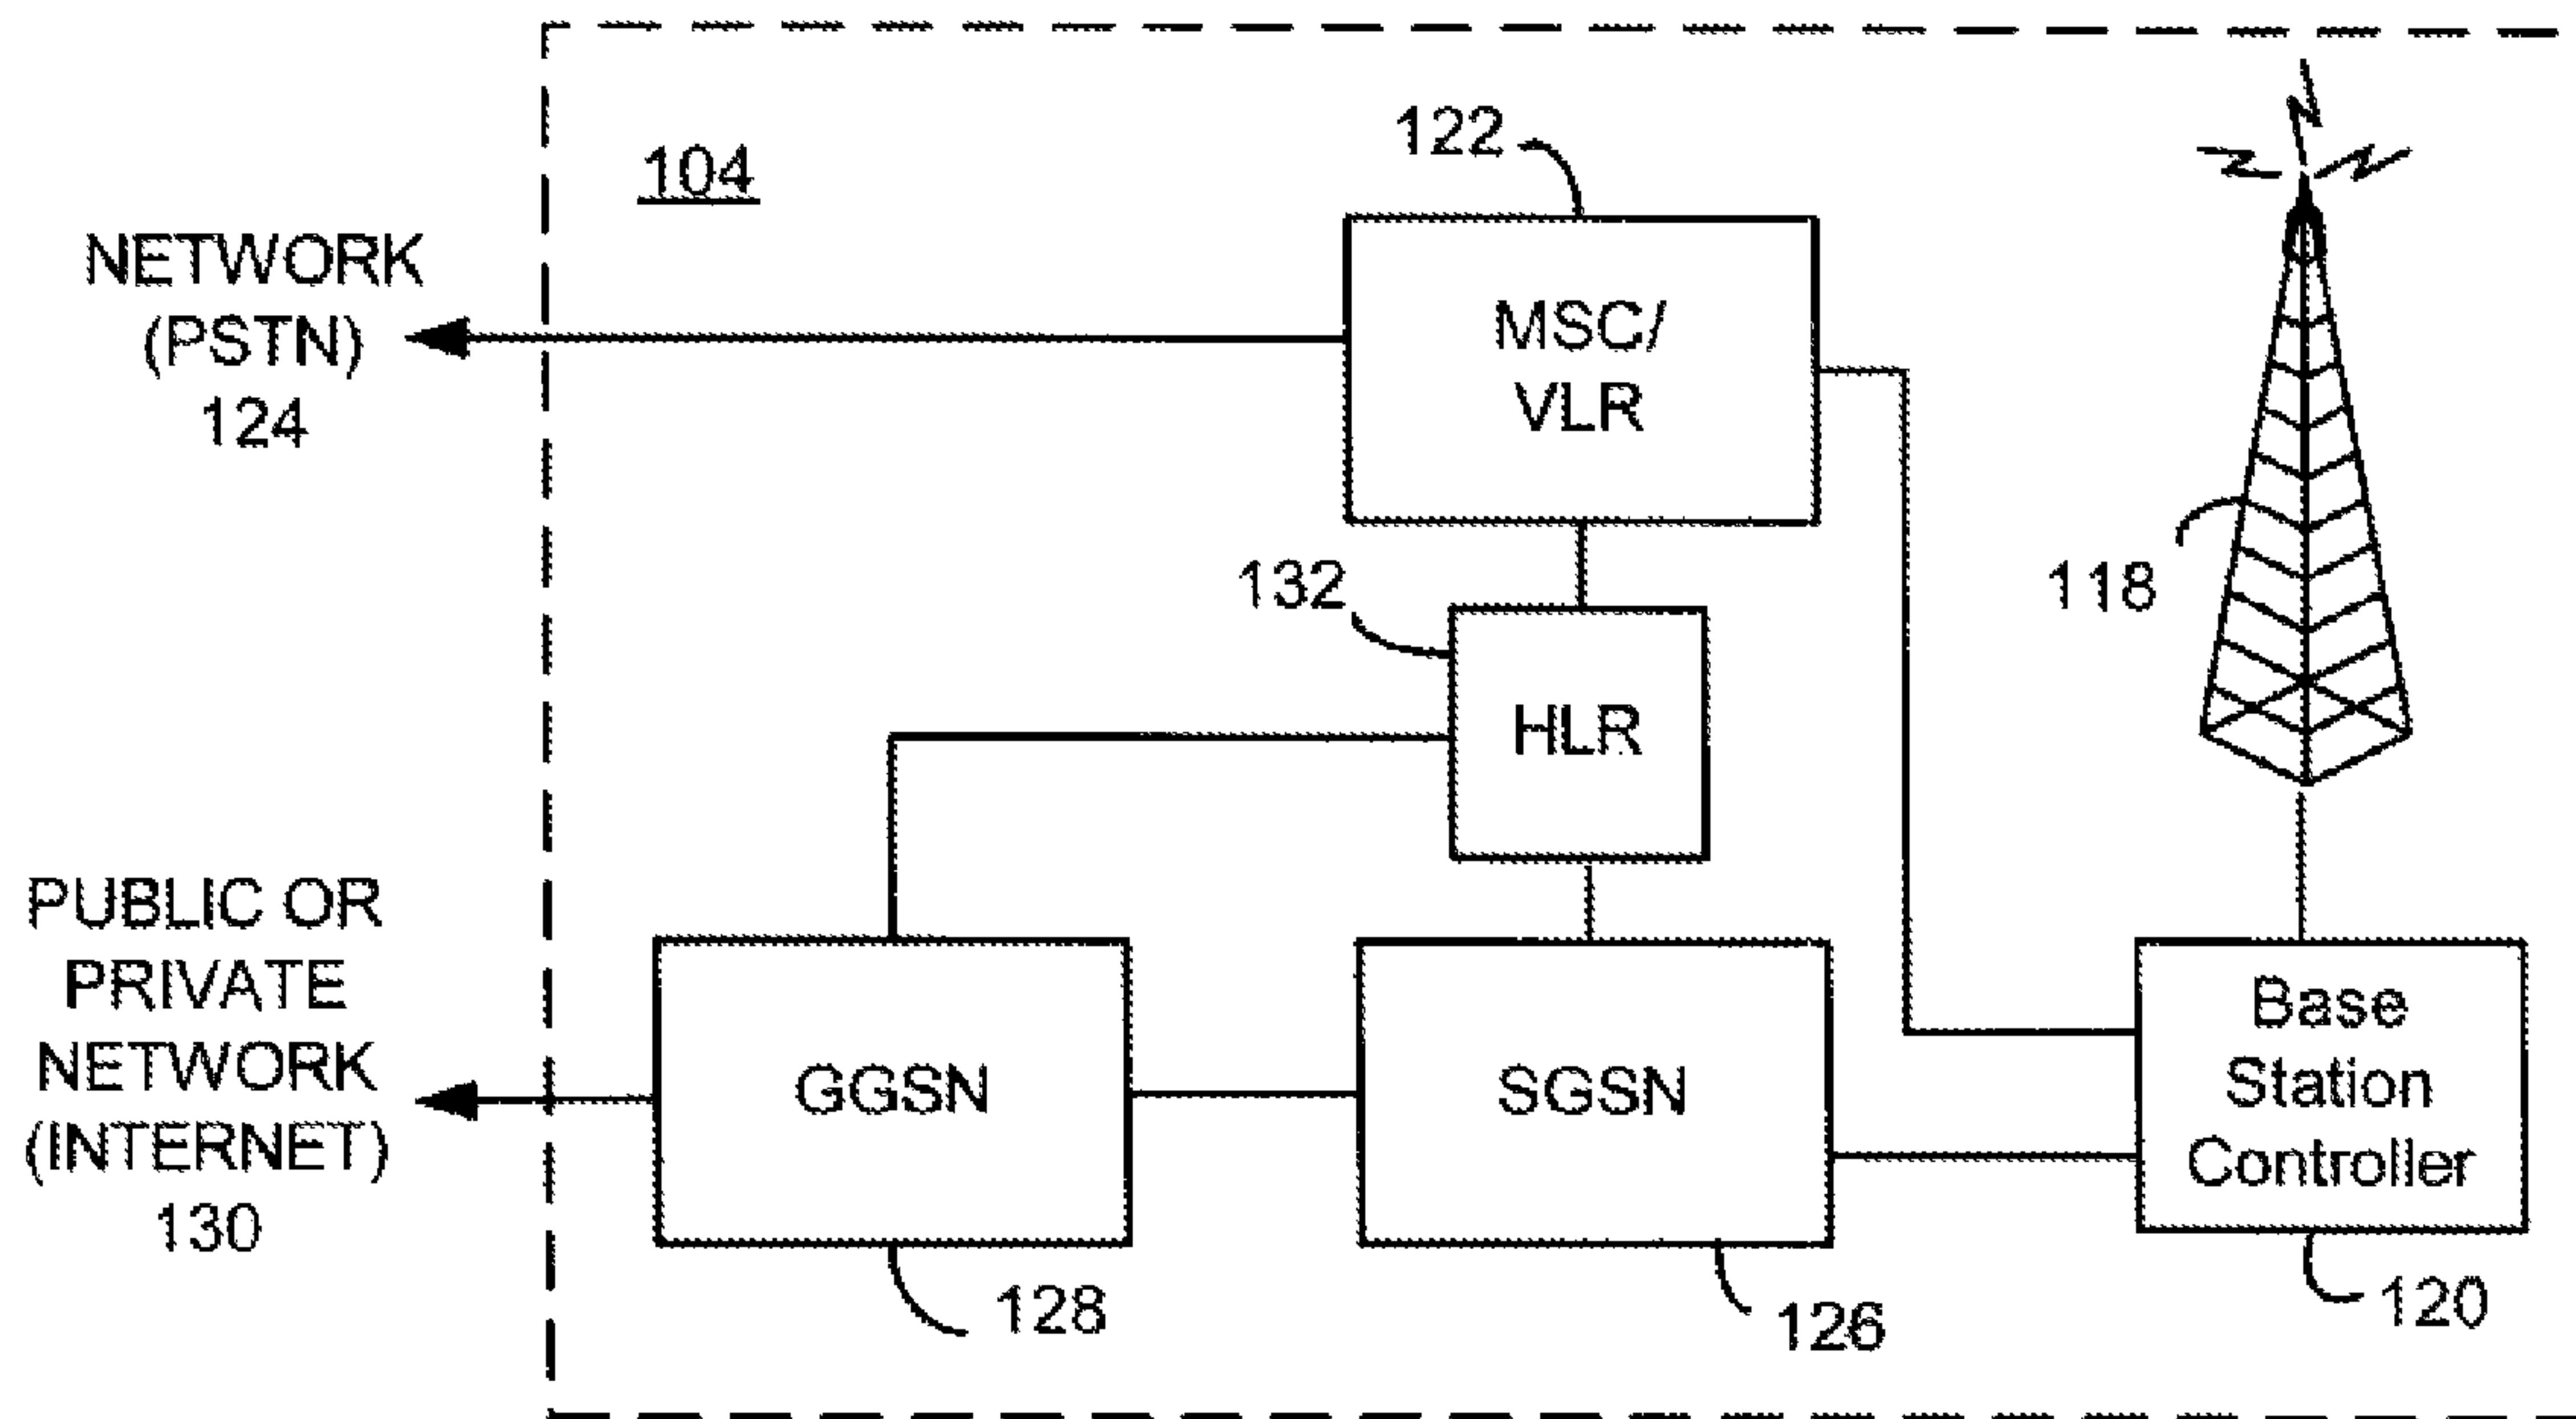 104
122
NETWORK
(PSTN)
124
MSC/
VLR
118
132
HLR
PUBLIC OR
PRIVATE
NETWORK
(INTERNET)
130
GGSN
SGSN
Base
Station
Controller
128
126
120